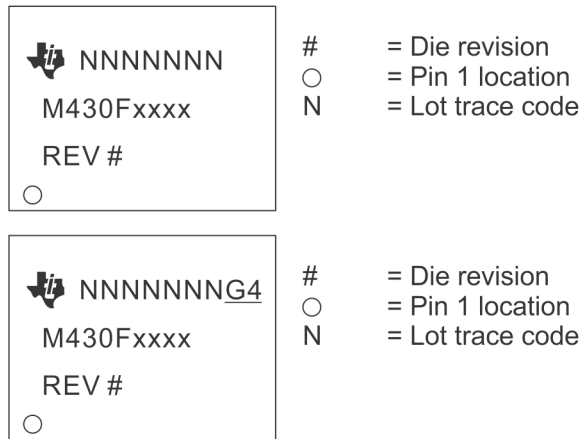 NNNNNNN
M430Fxxxx
REV #
# = Die revision
○ = Pin 1 location
N = Lot trace code
NNNNNNNG4
M430Fxxxx
REV #
# = Die revision
○ = Pin 1 location
N = Lot trace code